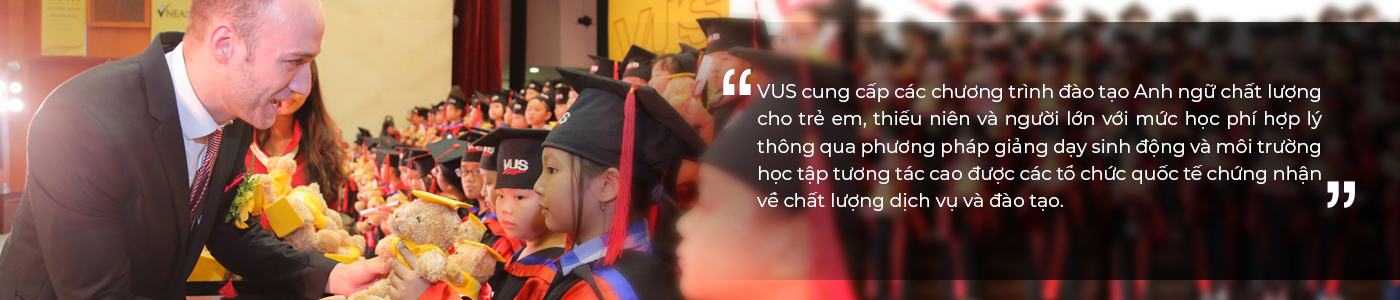 NEAS
VUS
VUS
“VUS cung cấp các chương trình đào tạo Anh ngữ chất lượng
cho trẻ em, thiếu niên và người lớn với mức học phí hợp lý
thông qua phương pháp giảng dạy sinh động và môi trường
học tập tương tác cao được các tổ chức quốc tế chứng nhận
về chất lượng dịch vụ và đào tạo.”